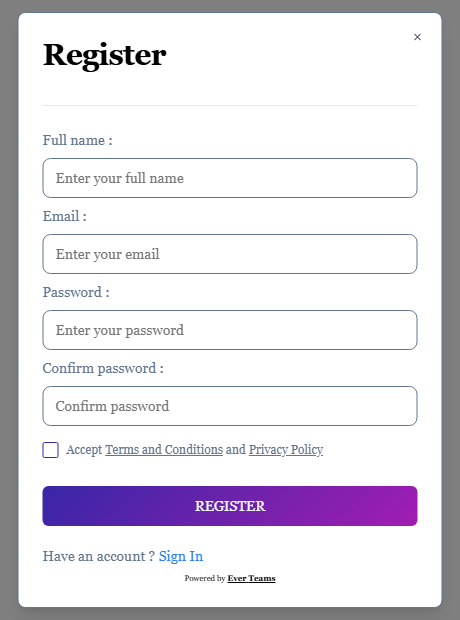 ×
Register
Full name :
Enter your full name
Email :
Enter your email
Password :
Enter your password
Confirm password :
Confirm password
Accept Terms and Conditions and Privacy Policy
REGISTER
Have an account ? Sign In
Powered by Ever Teams